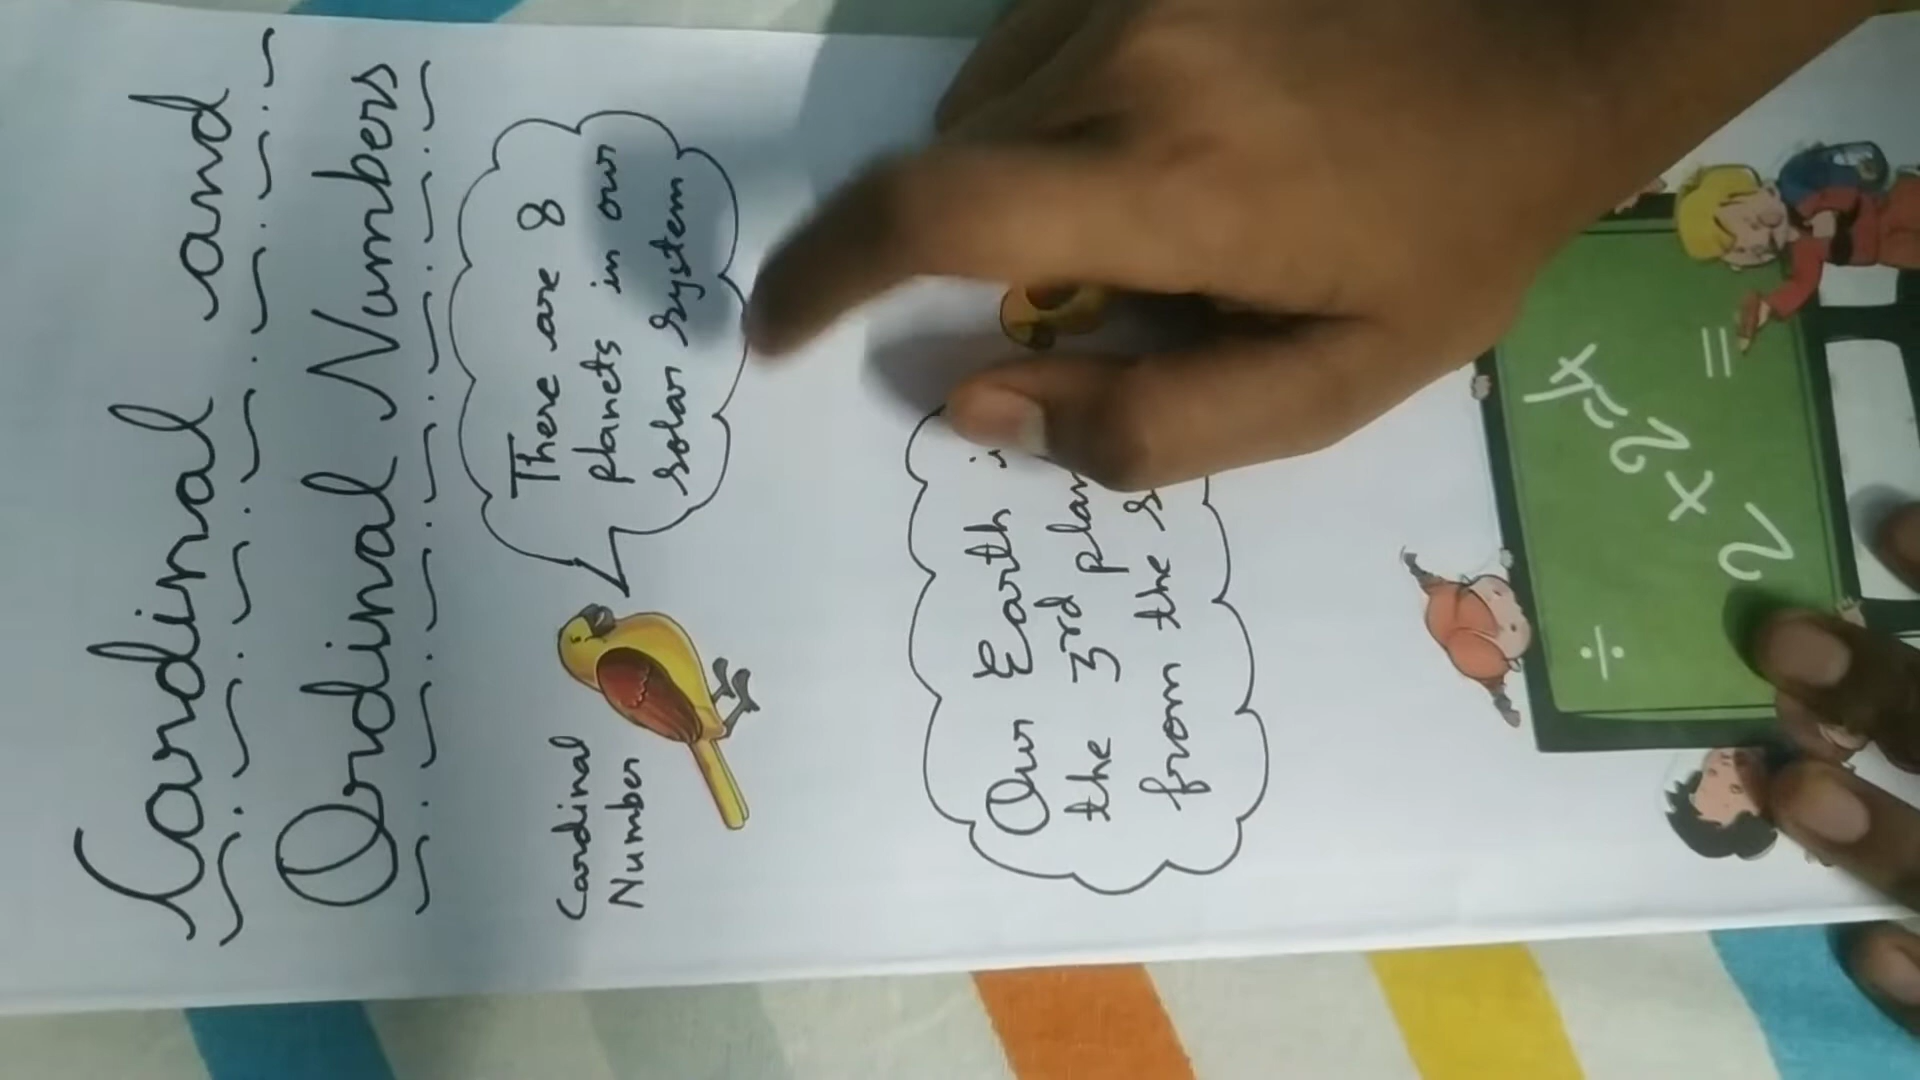 Cardinal and
Ordinal Numbers
There are 8
planets in our
solar system
Cardinal
Number
Our Earth
the 3rd
from the
2 x 2 = 4
÷
=